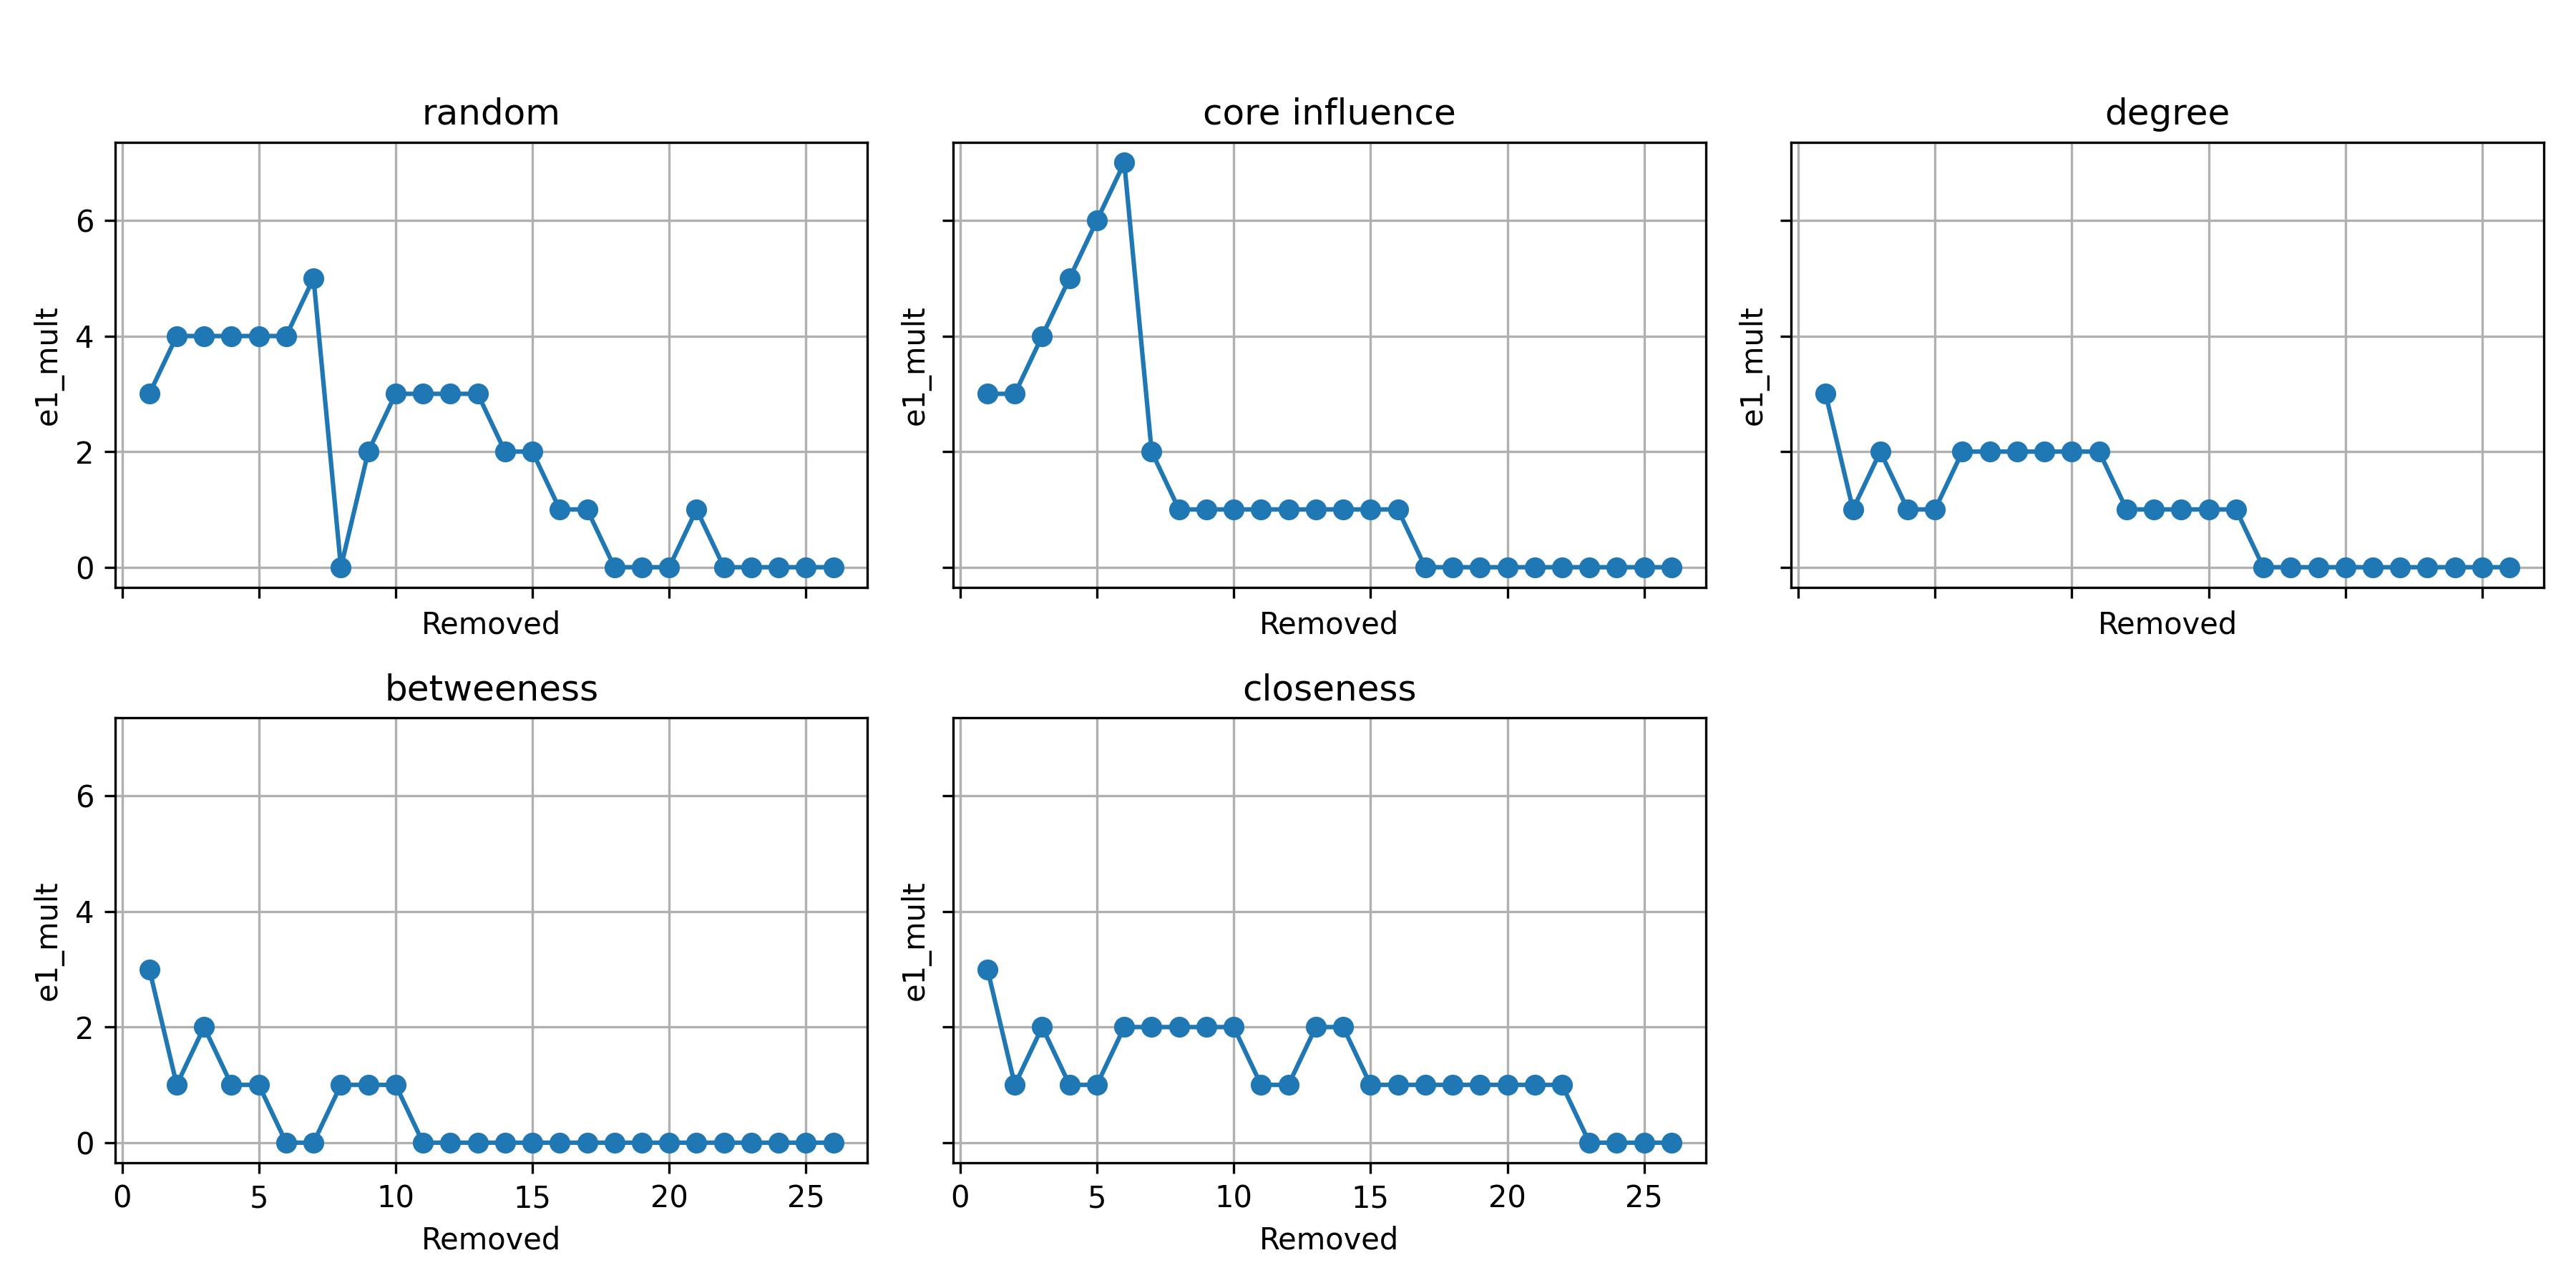 random
6
4
2
0
e1_mult
Removed
core influence
e1_mult
Removed
degree
e1_mult
Removed
betweeness
6
4
2
0
e1_mult
0 5 10 15 20 25
Removed
closeness
e1_mult
0 5 10 15 20 25
Removed